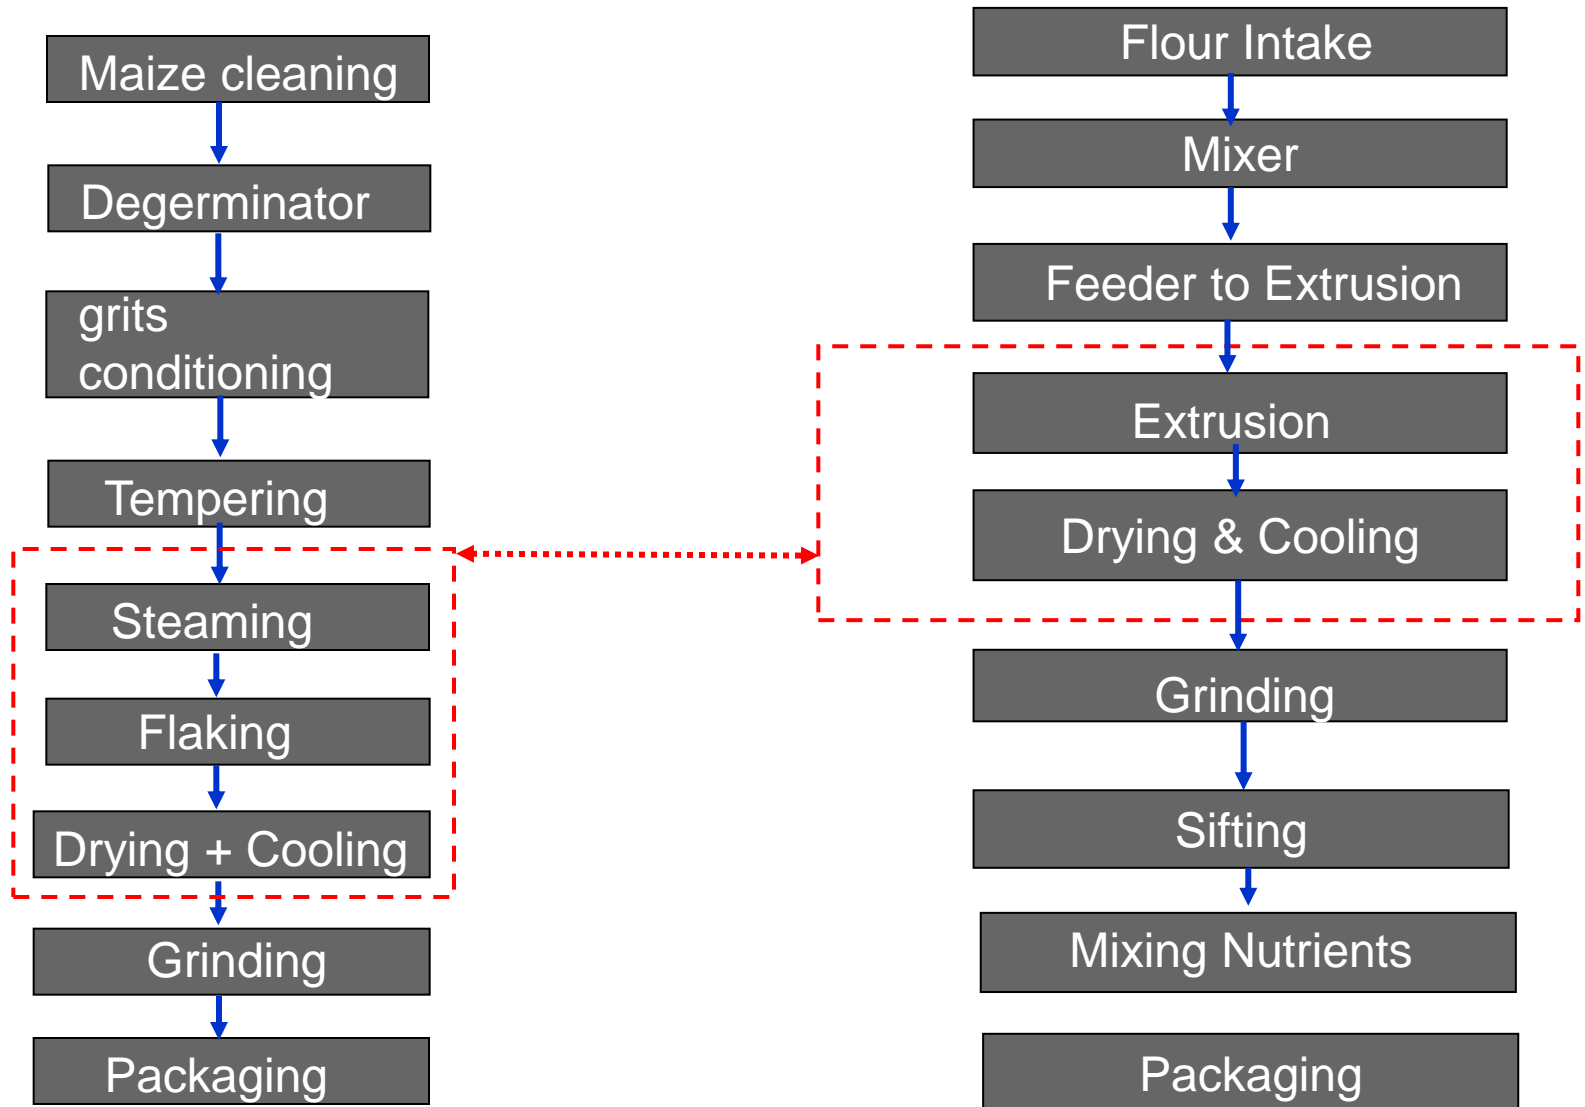 Maize cleaning
Degerminator
grits
conditioning
Tempering
Steaming
Flaking
Drying + Cooling
Grinding
Packaging
Flour Intake
Mixer
Feeder to Extrusion
Extrusion
Drying & Cooling
Grinding
Sifting
Mixing Nutrients
Packaging